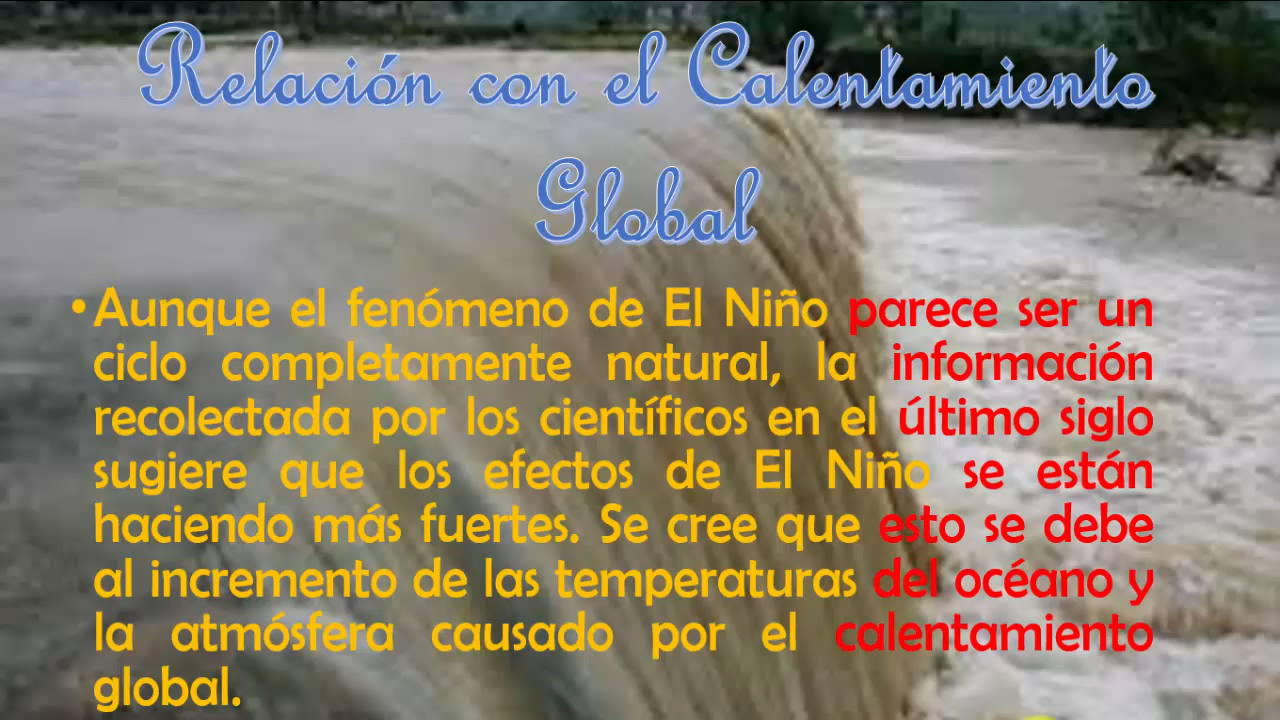 Relación con el Calentamiento
Global
•Aunque el fenómeno de El Niño parece ser un
ciclo completamente natural, la información
recolectada por los científicos en el último siglo
sugiere que los efectos de El Niño se están
haciendo más fuertes. Se cree que esto se debe
al incremento de las temperaturas del océano y
la atmósfera causado por el calentamiento
global.